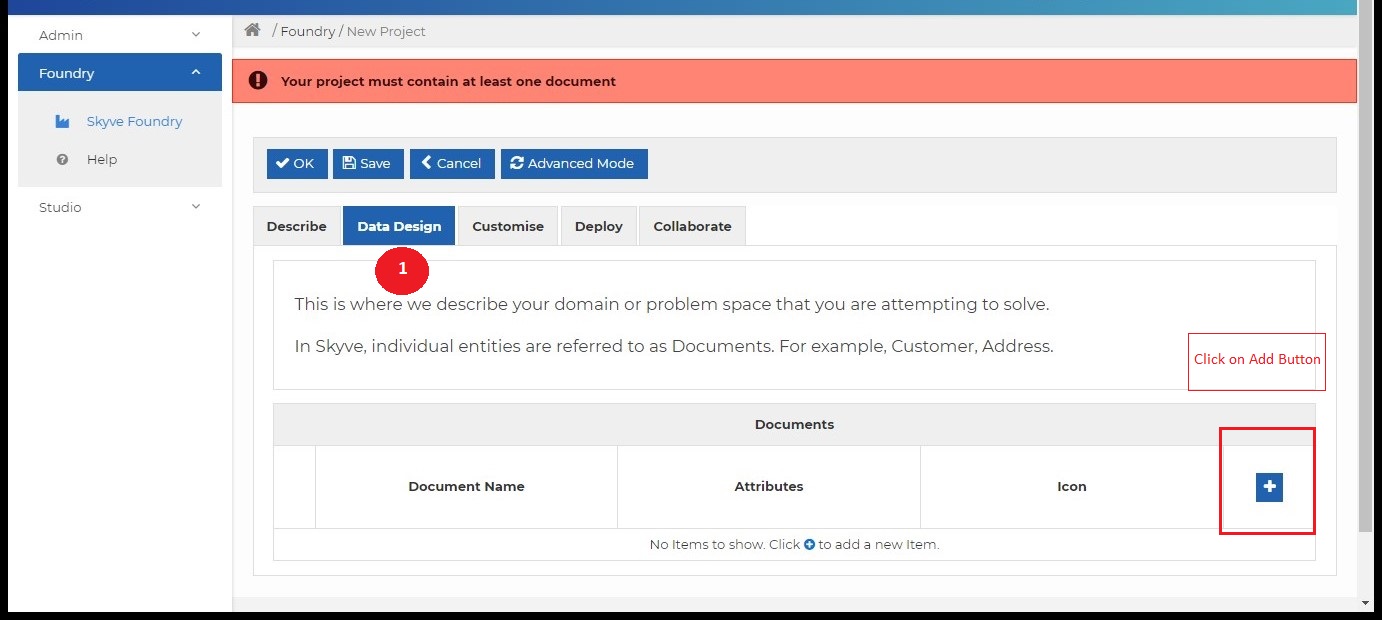 Admin
/ Foundry / New Project
Foundry
Your project must contain at least one document
Skyve Foundry
Help
Studio
OK Save Cancel Advanced Mode
Describe Data Design Customise Deploy Collaborate
1
This is where we describe your domain or problem space that you are attempting to solve.
In Skyve, individual entities are referred to as Documents. For example, Customer, Address.
Click on Add Button
Documents
Document Name Attributes Icon
No Items to show. Click to add a new Item.